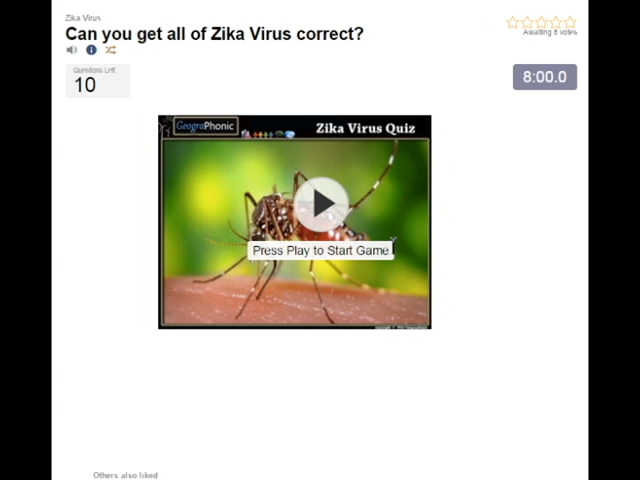 Zika Virus
Can you get all of Zika Virus correct?
Awaiting 5 votes
Questions Left
10
8:00.0
GeograPhonic
Zika Virus Quiz
Press Play to Start Game
Others also liked